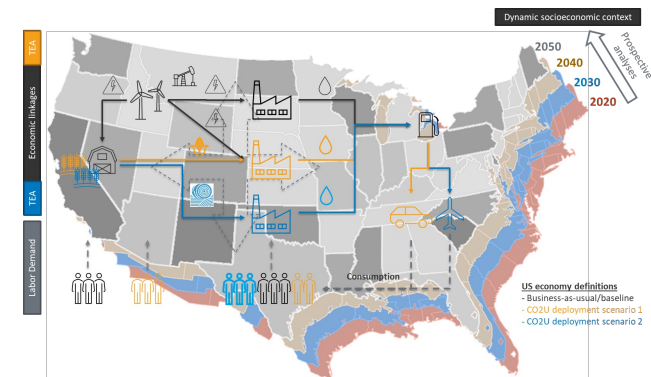 Dynamic socioeconomic context
Prospective
analyses
2050
2040
2030
2020
TEA
Economic linkages
TEA
Labor Demand
Consumption
US economy definitions
- Business-as-usual/baseline
- CO2U deployment scenario 1
- CO2U deployment scenario 2